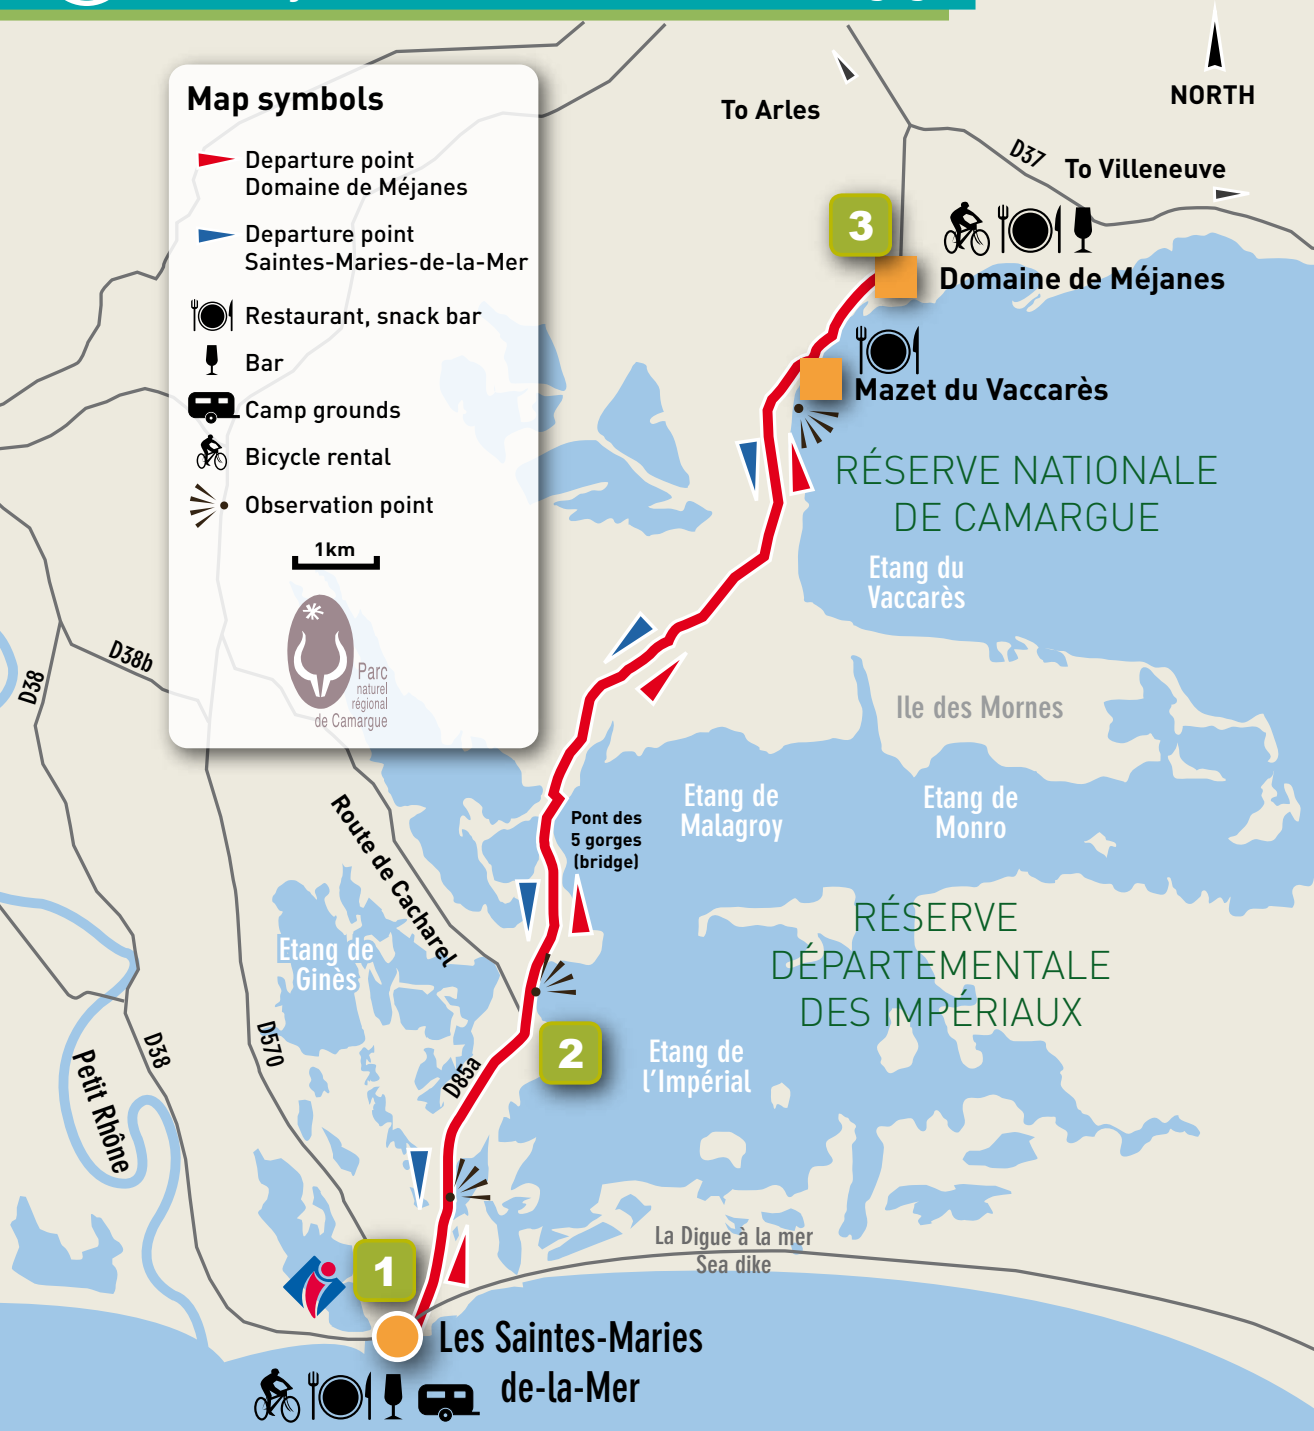 NORTH
To Arles
D37
To Villeneuve
Map symbols
Departure point
Domaine de Méjanes
Departure point
Saintes-Maries-de-la-Mer
Restaurant, snack bar
Bar
Camp grounds
Bicycle rental
Observation point
1km
Parc
naturel
régional
de Camargue
3
Domaine de Méjanes
Mazet du Vaccarès
RÉSERVE NATIONALE
DE CAMARGUE
Etang du
Vaccarès
D38b
D38
Ile des Mornes
Etang de
Malagroy
Etang de
Monro
Pont des
5 gorges
(bridge)
Route de Cacharel
RÉSERVE
DÉPARTEMENTALE
DES IMPÉRIAUX
Etang de
Ginès
D38
D570
D85a
2
Etang de
l'Impérial
Petit Rhône
La Digue à la mer
Sea dike
1
Les Saintes-Maries
de-la-Mer